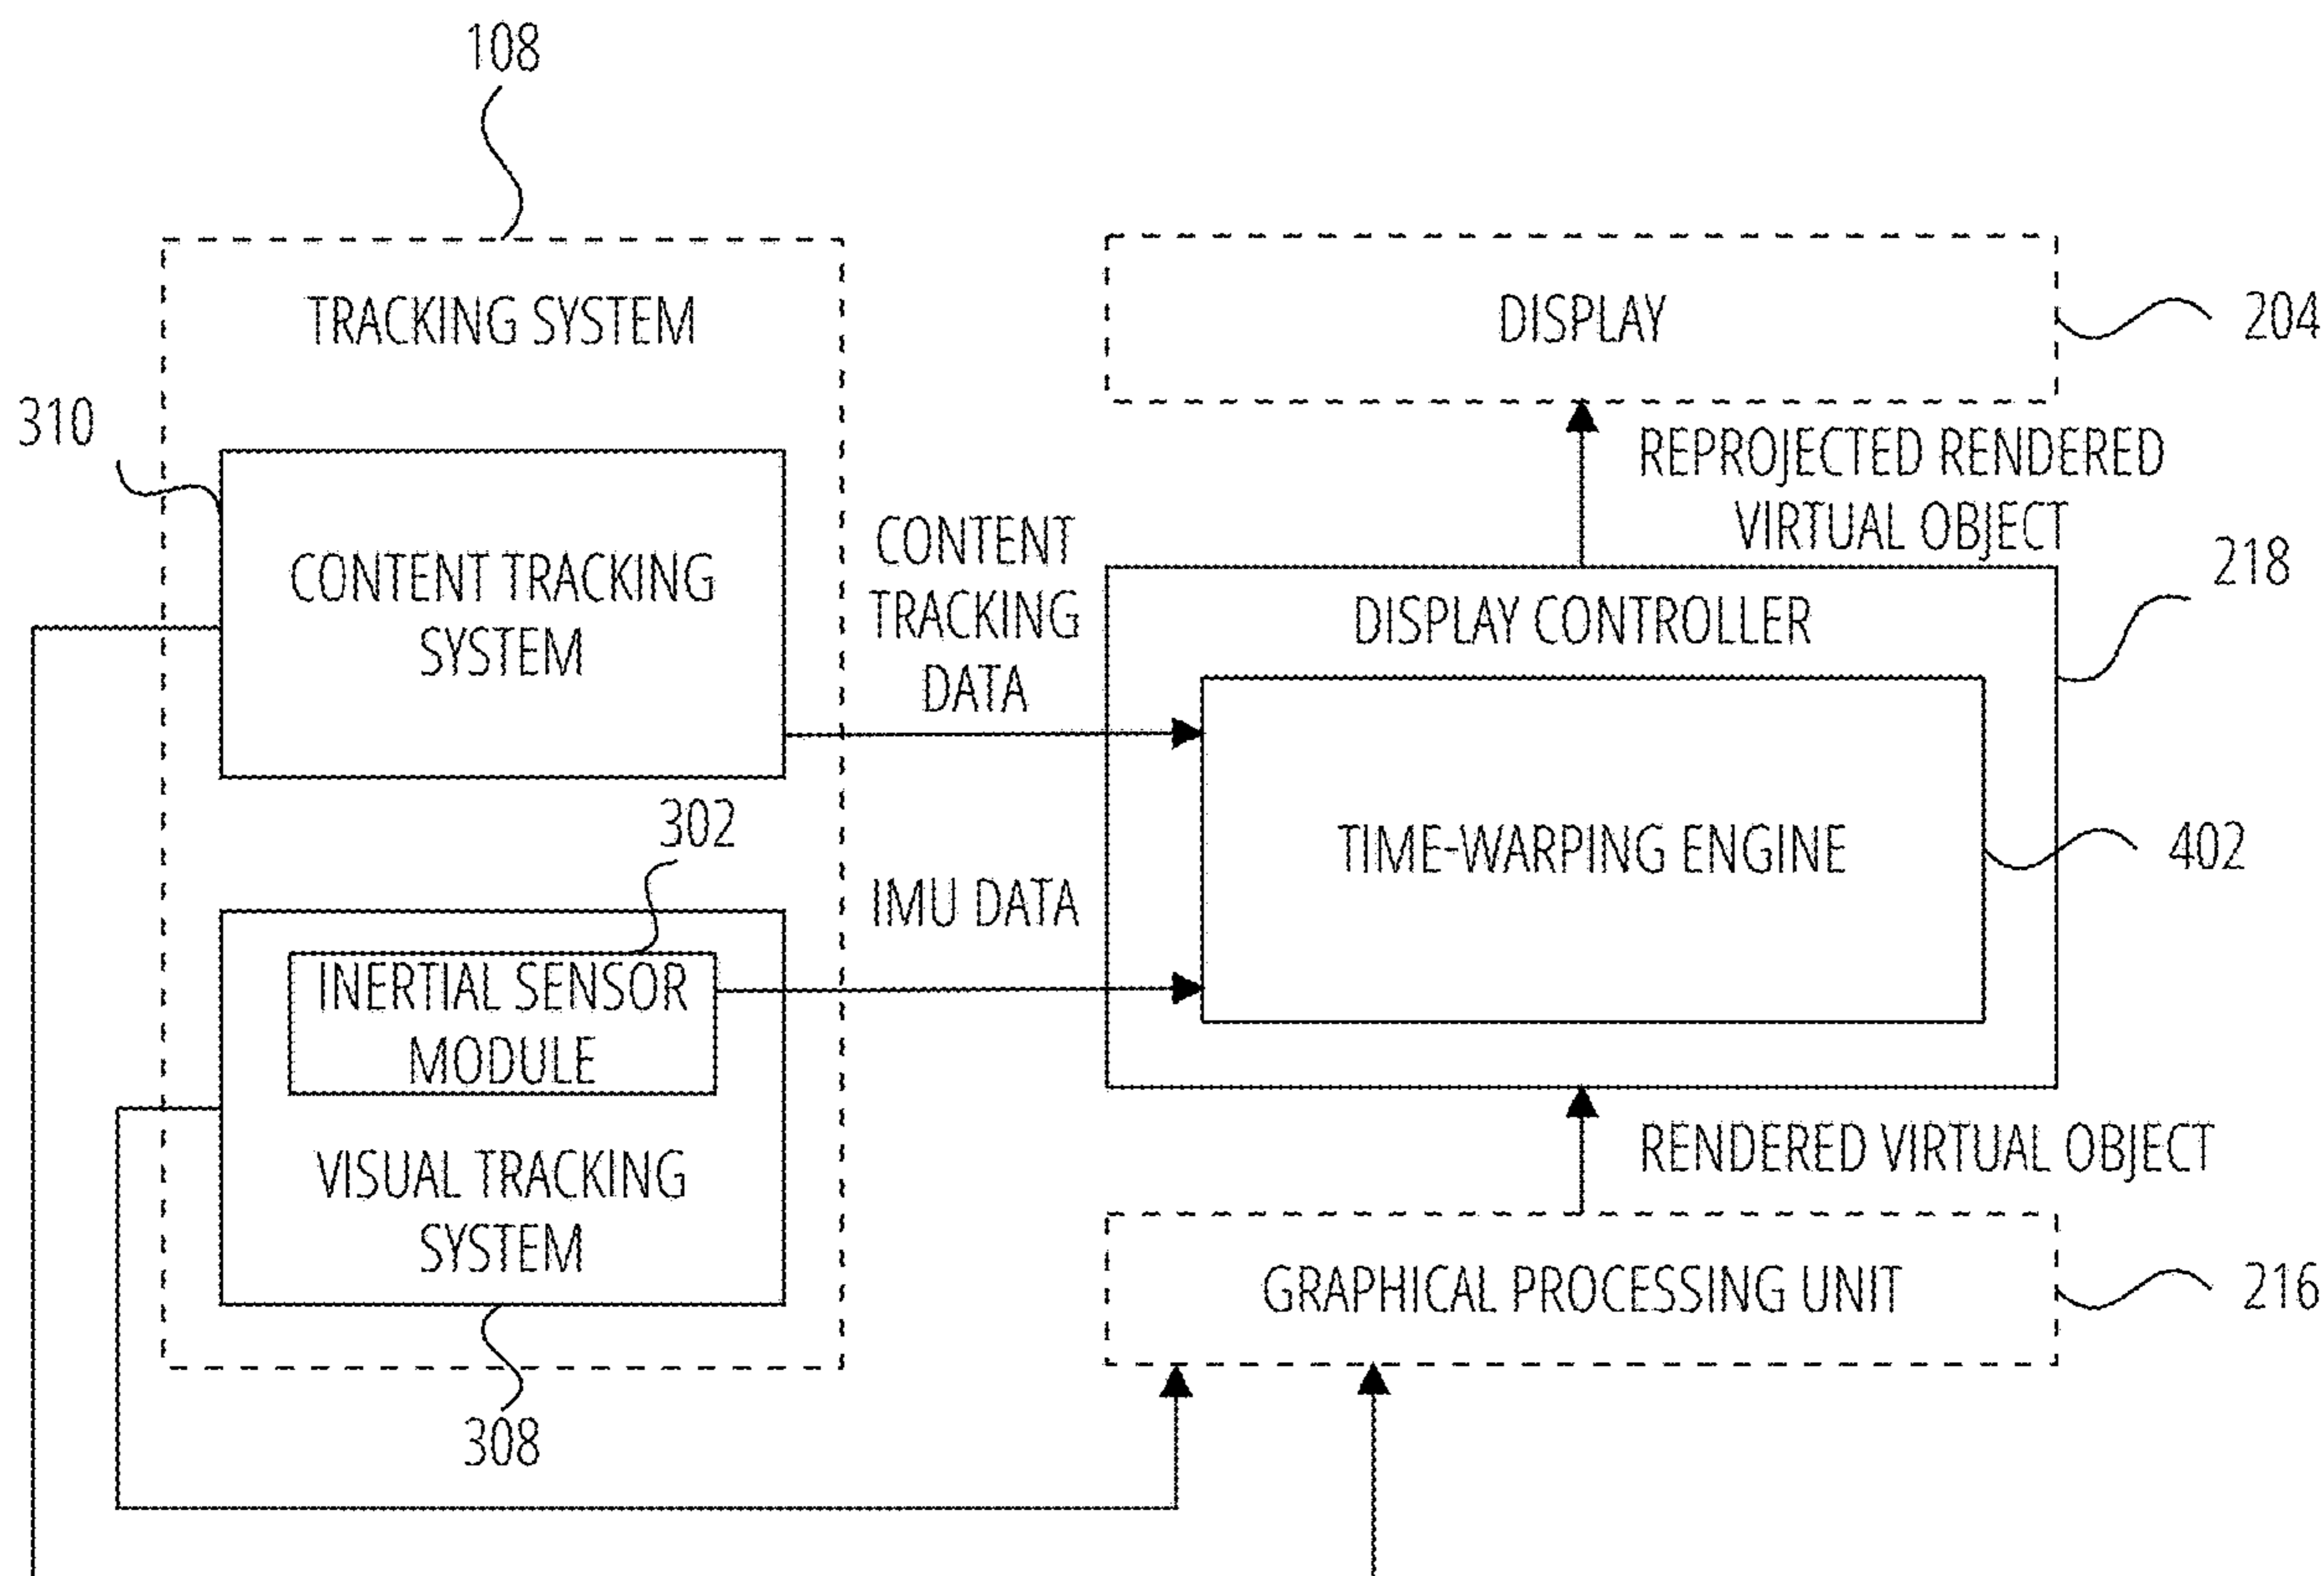 108
TRACKING SYSTEM
DISPLAY
204
310
REPROJECTED RENDERED
VIRTUAL OBJECT
CONTENT TRACKING
SYSTEM
CONTENT
TRACKING
DATA
218
DISPLAY CONTROLLER
302
TIME-WARPING ENGINE
402
IMU DATA
INERTIAL SENSOR
MODULE
VISUAL TRACKING
SYSTEM
RENDERED VIRTUAL OBJECT
GRAPHICAL PROCESSING UNIT
216
308